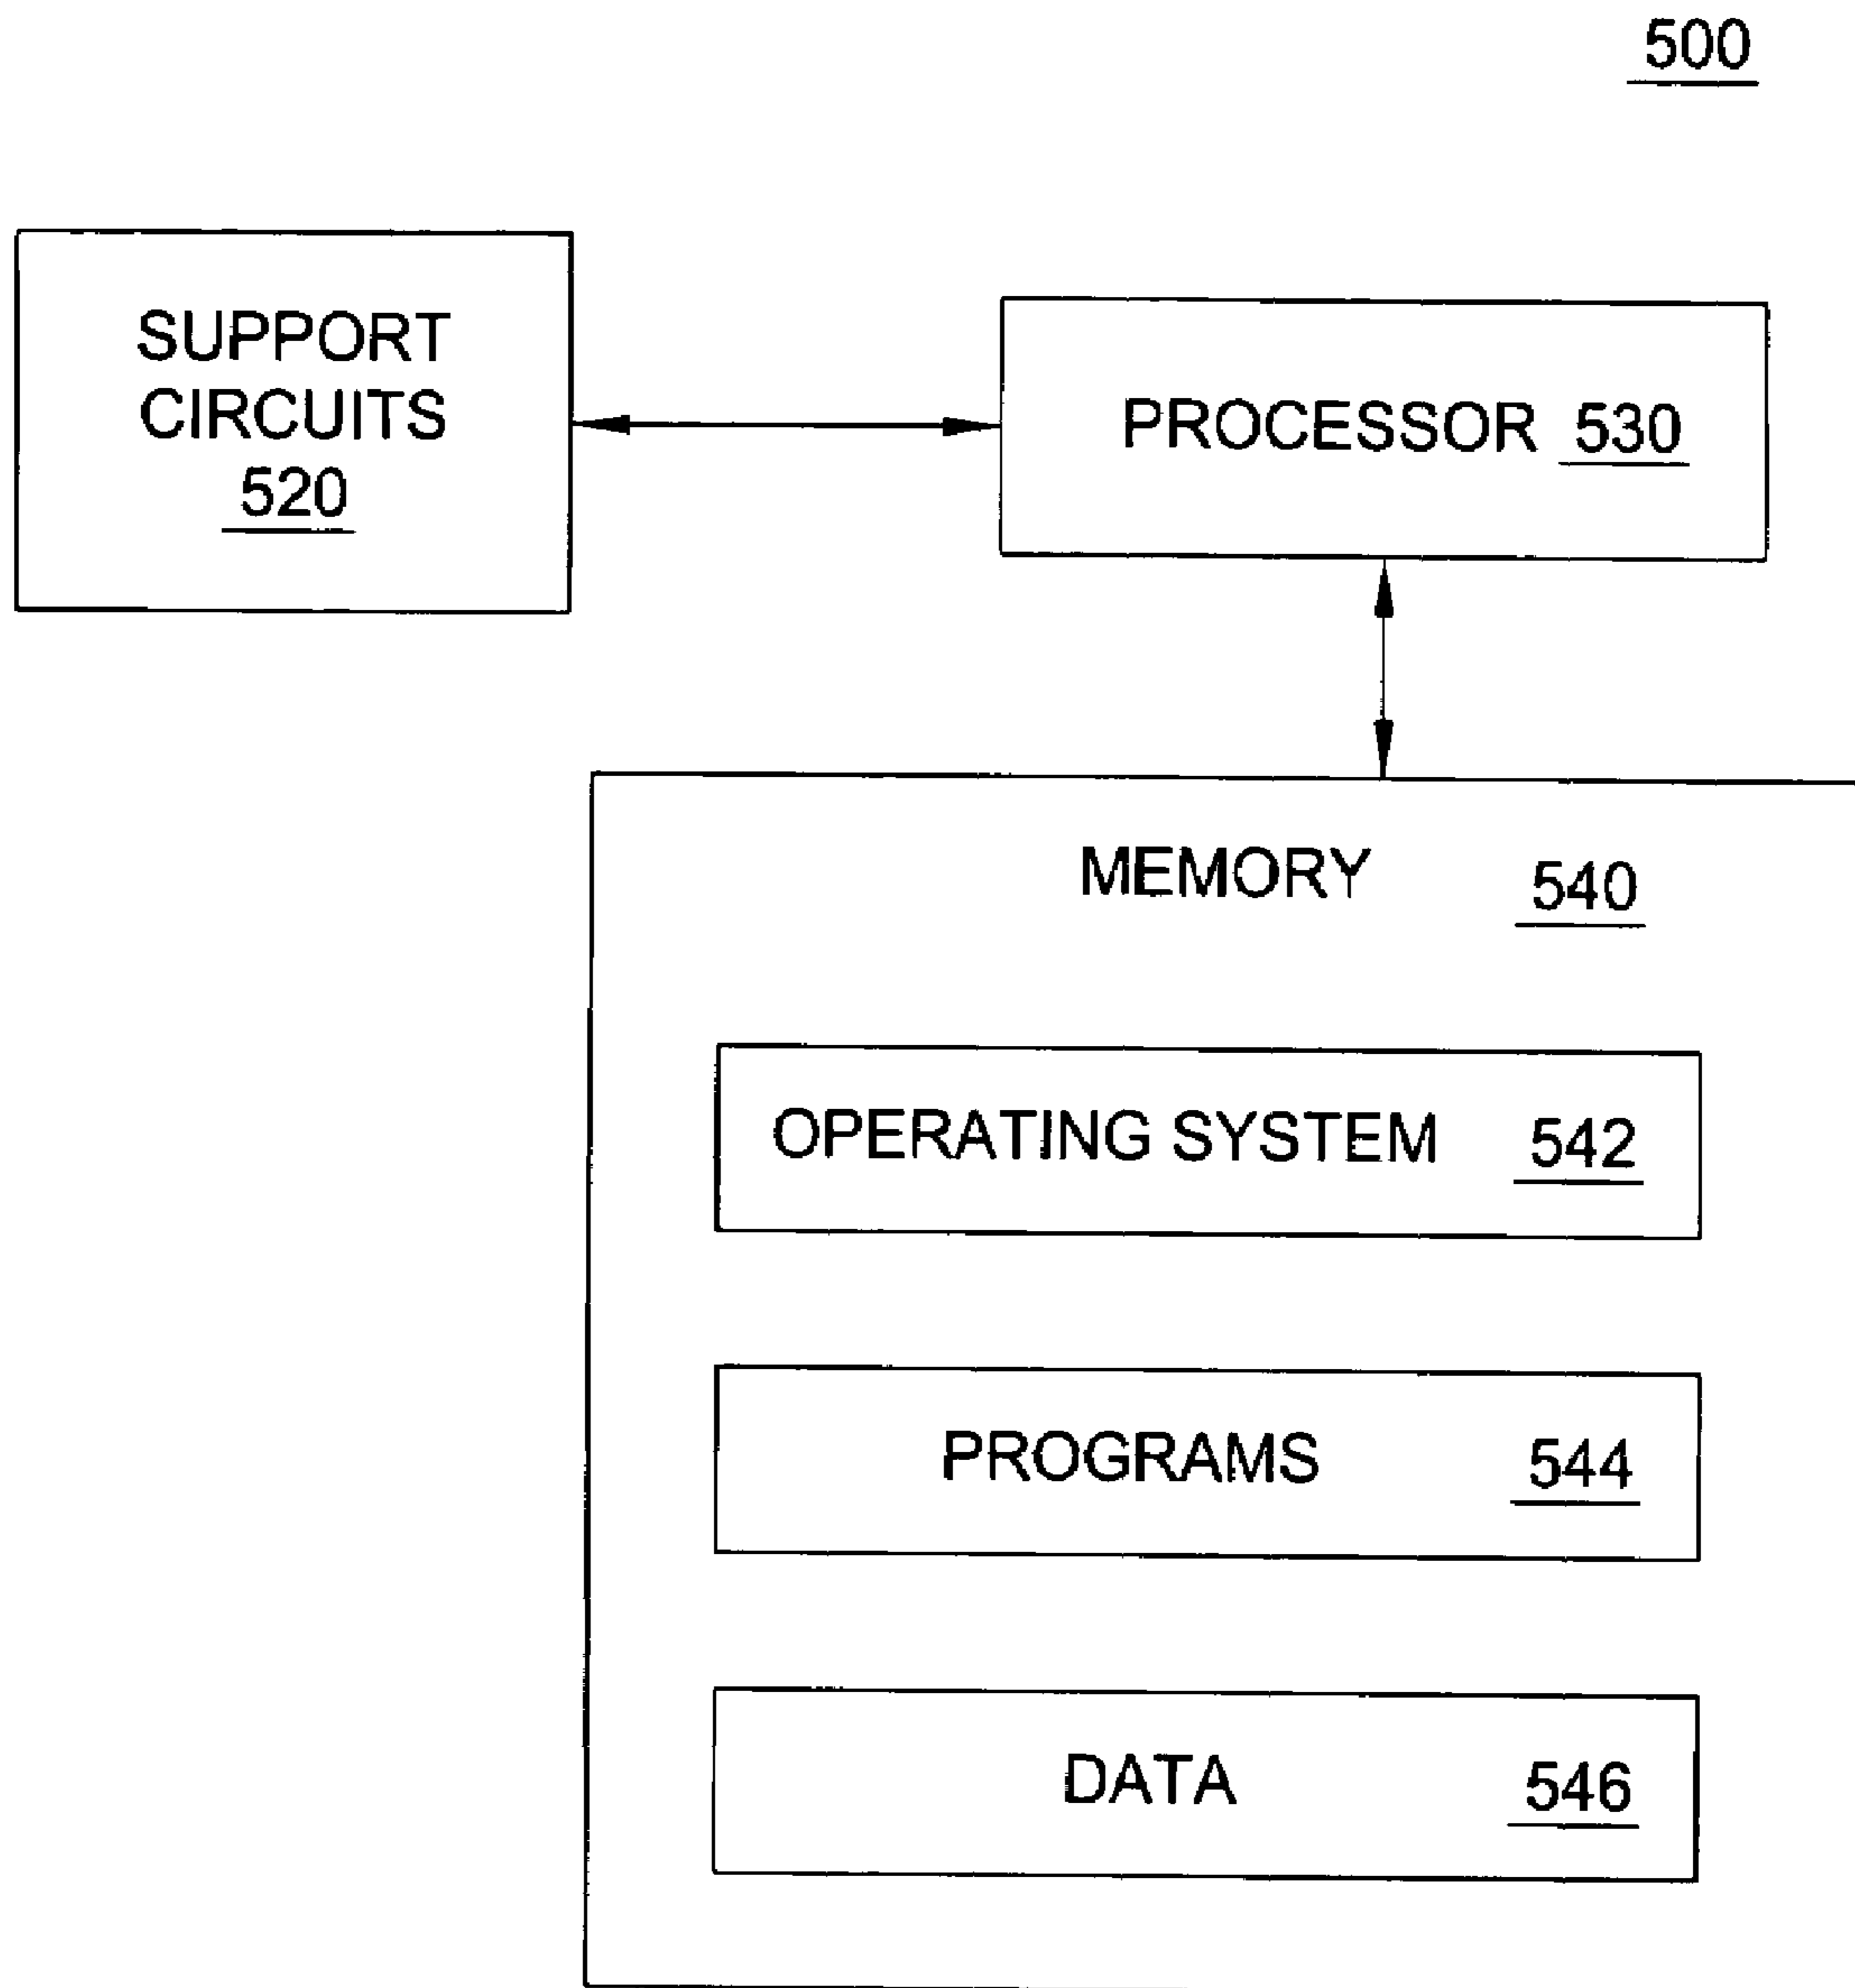 500
SUPPORT
CIRCUITS
520
PROCESSOR 530
MEMORY 540
OPERATING SYSTEM 542
PROGRAMS 544
DATA 546